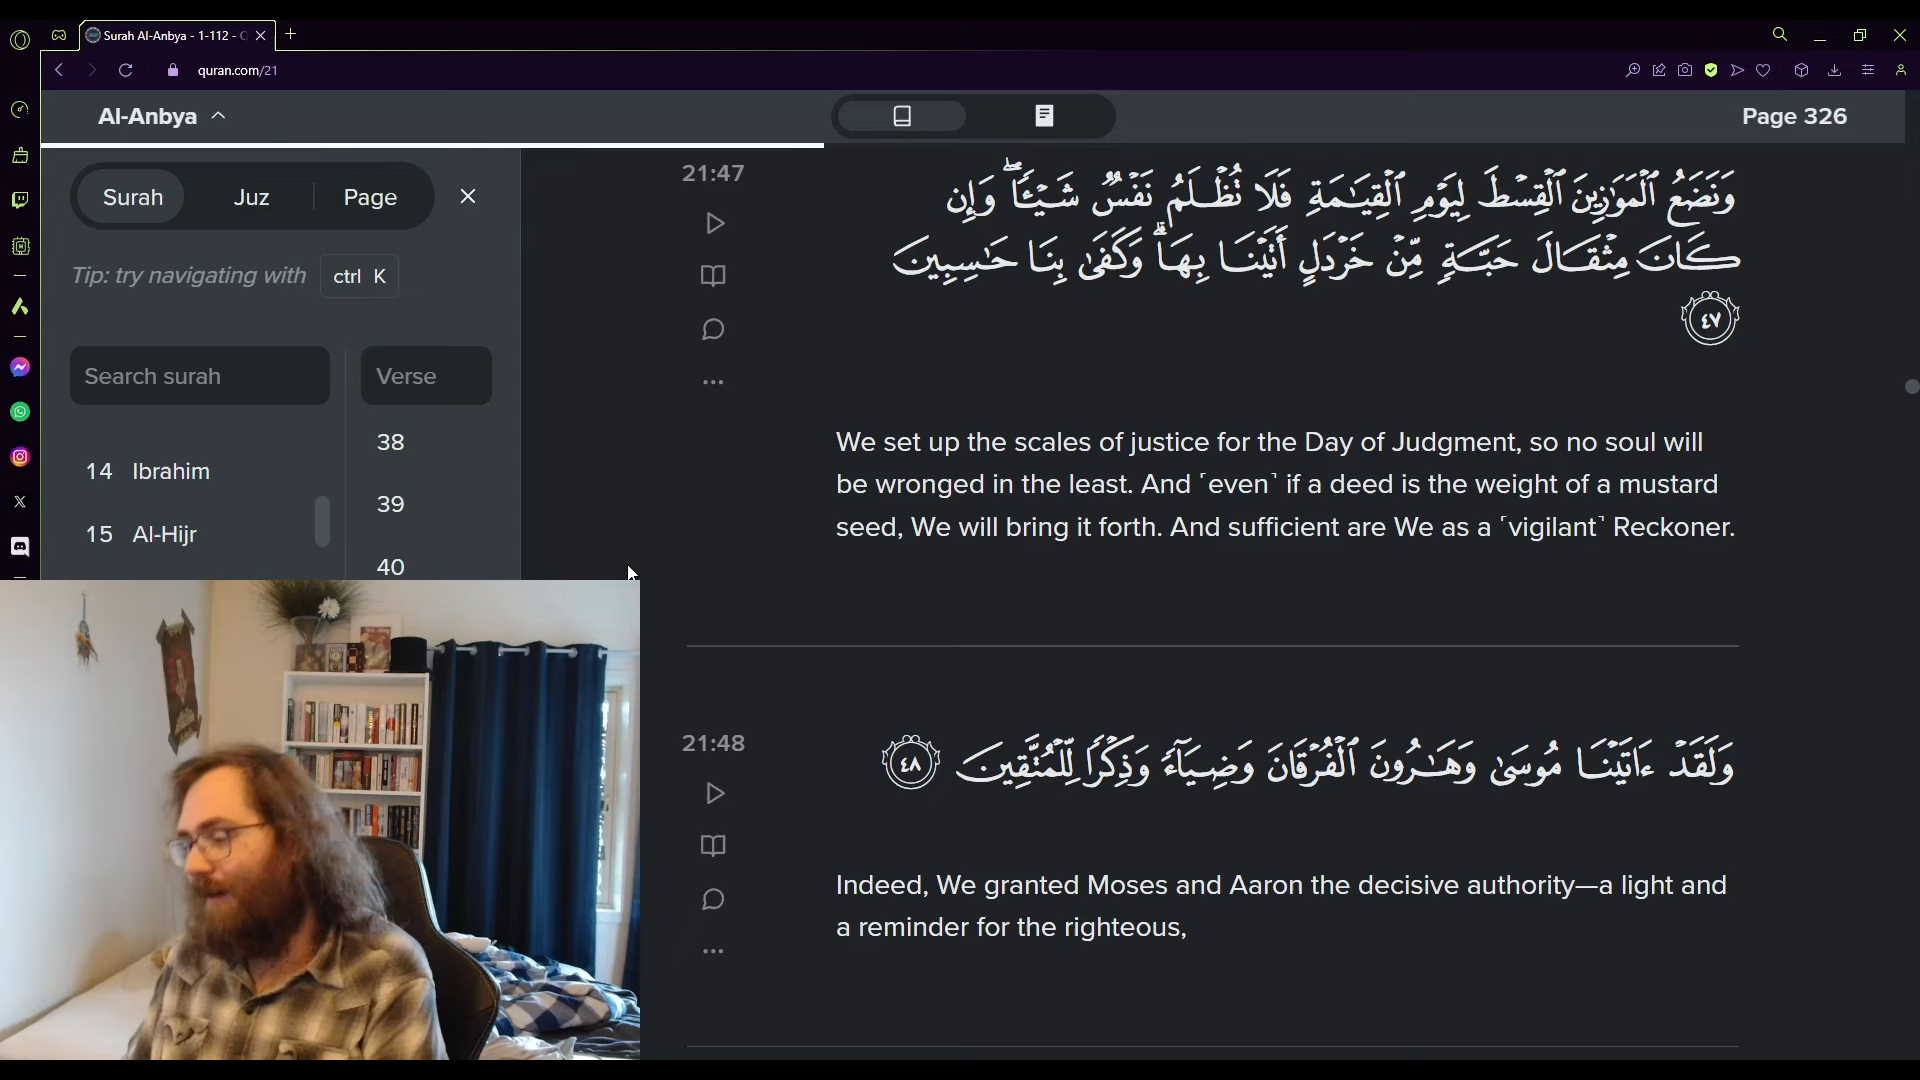 Surah Al-Anbya - 1-112 -
quran.com/21
Al-Anbya
Page 326
Surah Juz Page
Tip: try navigating with ctrl K
Search surah
Verse
14 Ibrahim
15 Al-Hijr
38
39
40
21:47
وَنَضَعُ ٱلْمَوَٰزِينَ ٱلْقِسْطَ لِيَوْمِ ٱلْقِيَـٰمَةِ فَلَا تُظْلَمُ نَفْسٌ شَيْـًٔا ۖ وَإِن
كَانَ مِثْقَالَ حَبَّةٍ مِّنْ خَرْدَلٍ أَتَيْنَا بِهَا ۗ وَكَفَىٰ بِنَا حَـٰسِبِينَ
٤٧
We set up the scales of justice for the Day of Judgment, so no soul will
be wronged in the least. And ˹even˺ if a deed is the weight of a mustard
seed, We will bring it forth. And sufficient are We as a ˹vigilant˺ Reckoner.
21:48
وَلَقَدْ ءَاتَيْنَا مُوسَىٰ وَهَـٰرُونَ ٱلْفُرْقَانَ وَضِيَآءً وَذِكْرًا لِّلْمُتَّقِينَ ٤٨
Indeed, We granted Moses and Aaron the decisive authority—a light and
a reminder for the righteous,